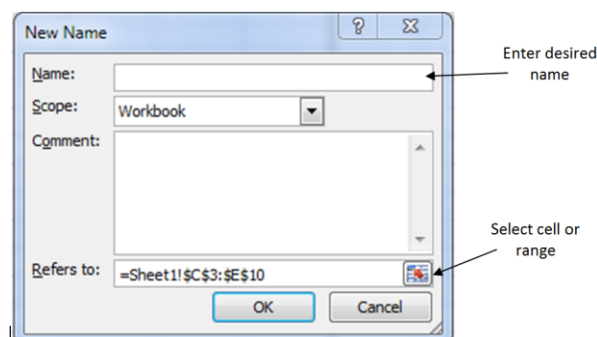 New Name
Enter desired
name
Name:
Scope:
Workbook
Comment:
Select cell or
range
Refers to:
=Sheet1!$C$3:$E$10
OK
Cancel